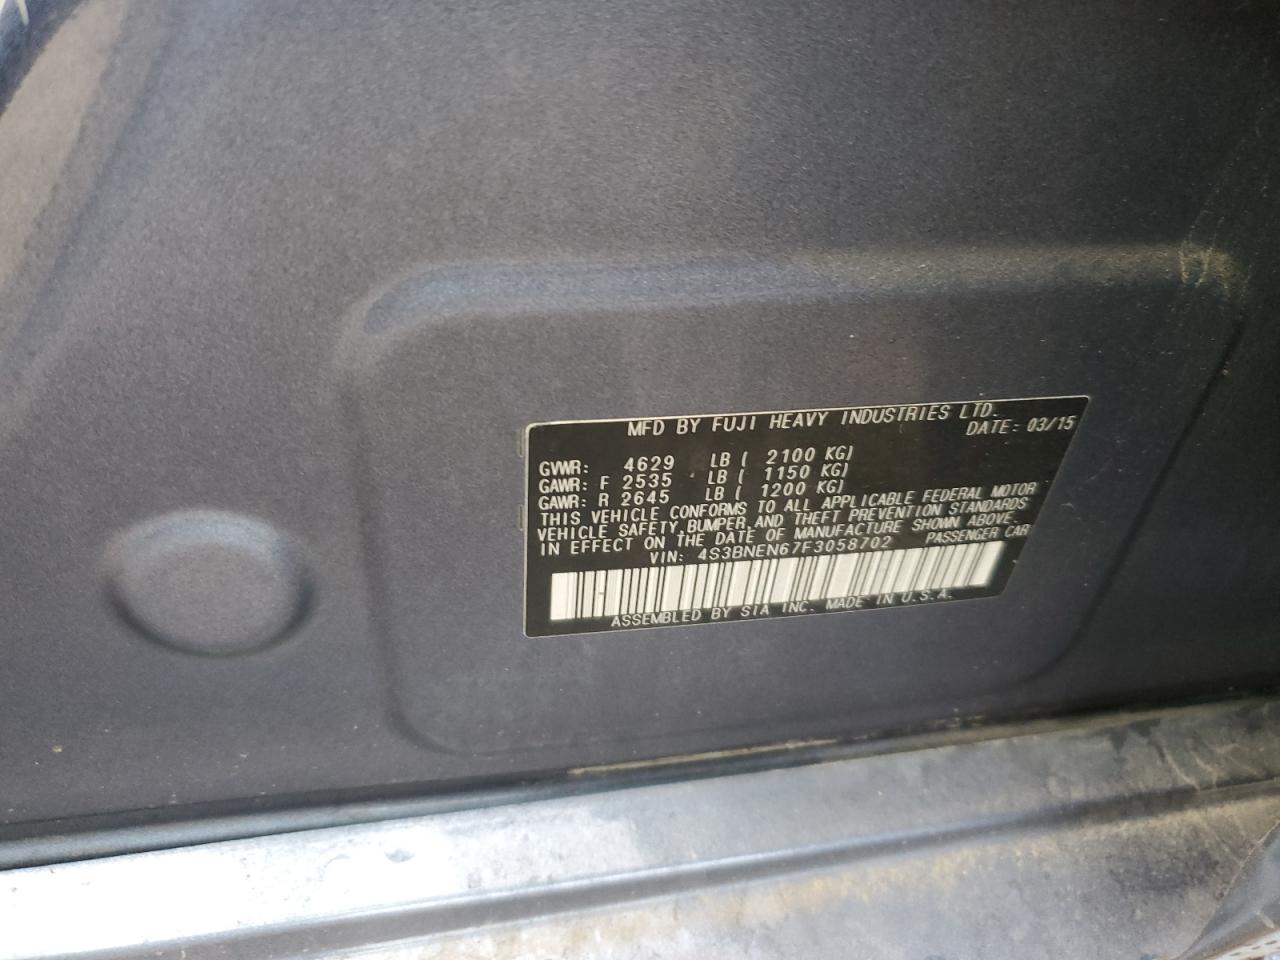 MFD BY FUJI HEAVY INDUSTRIES LTD.
DATE: 03/15
GVWR: 4629 LB ( 2100 KG)
GAWR: F 2535 LB ( 1150 KG)
GAWR: R 2645 LB ( 1200 KG)
THIS VEHICLE CONFORMS TO ALL APPLICABLE FEDERAL MOTOR
VEHICLE SAFETY, BUMPER, AND THEFT PREVENTION STANDARDS
IN EFFECT ON THE DATE OF MANUFACTURE SHOWN ABOVE.
VIN: 4S3BNEN67F3058702 PASSENGER CAR
ASSEMBLED BY SIA INC. MADE IN U.S.A.